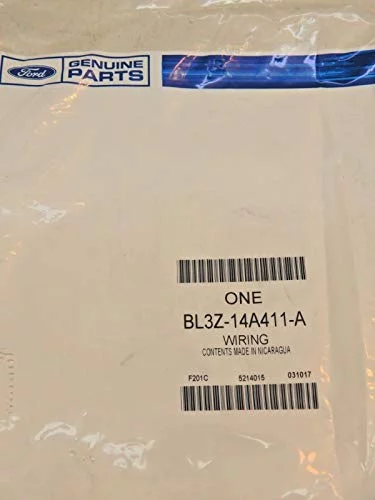 Ford
GENUINE
PARTS
ONE
BL3Z-14A411-A
WIRING
CONTENTS MADE IN NICARAGUA
F201C 5214015 031017